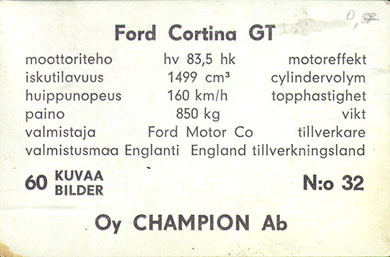 Ford Cortina GT
moottoriteho hv 83,5 hk motoreffekt
iskutilavuus 1499 cm³ cylindervolym
huippunopeus 160 km/h topphastighet
paino 850 kg vikt
valmistaja Ford Motor Co tillverkare
valmistusmaa Englanti England tillverkningsland
60 KUVAA BILDER N:o 32
Oy CHAMPION Ab